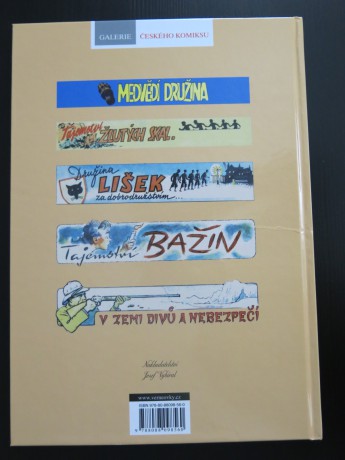 GALERIE ČESKÉHO KOMIKSU
MEDVĚDÍ DRUŽINA
Tajemství
ŽLUTÝCH SKAL.
Družina
LIŠEK
za dobrodružstvím...
Tajemství BAŽIN
V ZEMI DIVŮ A NEBEZPEČÍ
Nakladatelství
Josef